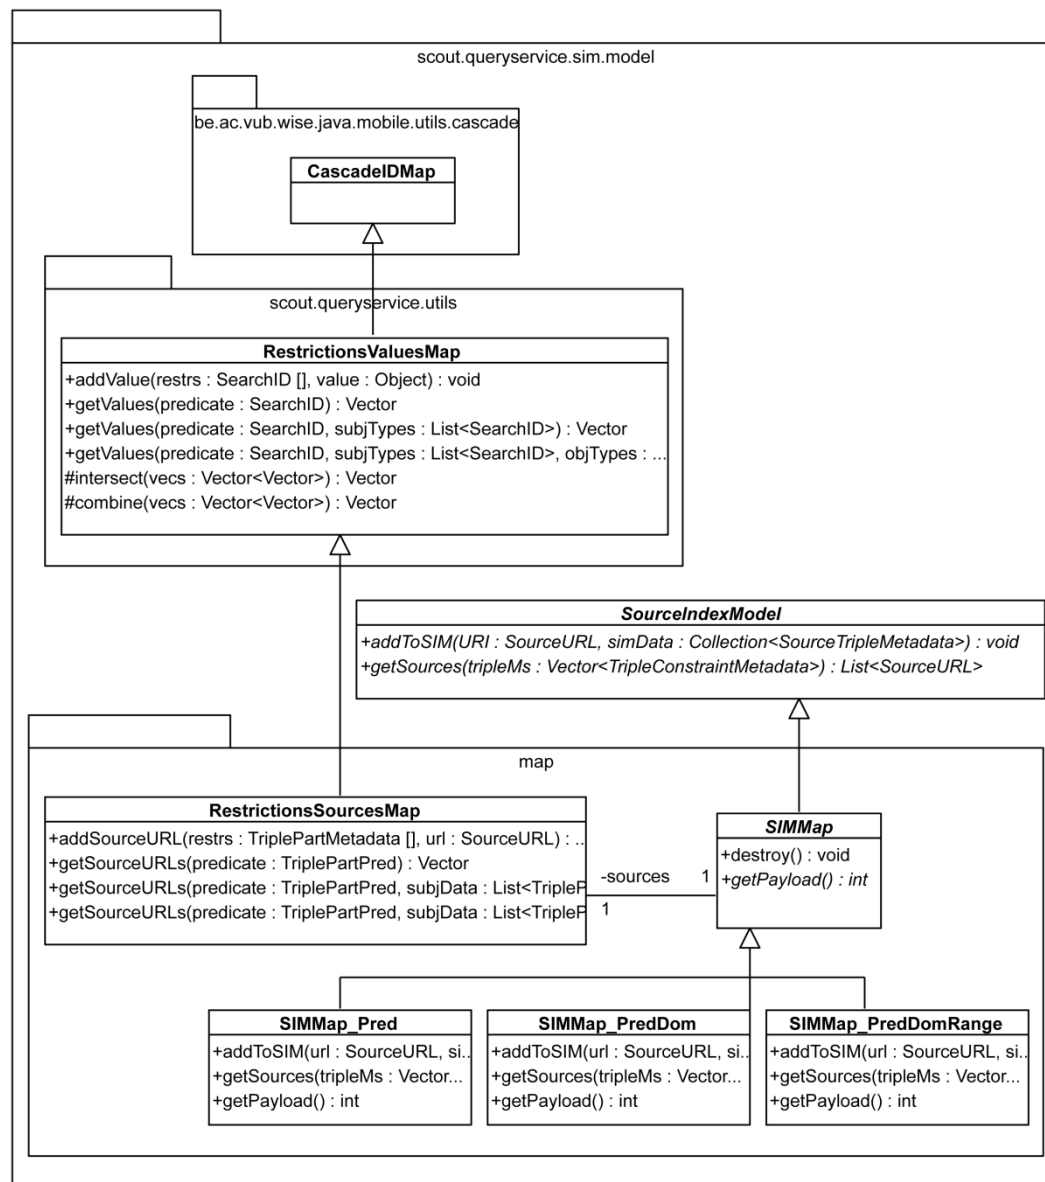 scout.queryservice.sim.model
be.ac.vub.wise.java.mobile.utils.cascade
CascadeIDMap
scout.queryservice.utils
RestrictionsValuesMap
+addValue(restrs : SearchID [], value : Object) : void
+getValues(predicate : SearchID) : Vector
+getValues(predicate : SearchID, subjTypes : List<SearchID>) : Vector
+getValues(predicate : SearchID, subjTypes : List<SearchID>, objTypes : ...
#intersect(vecs : Vector<Vector>) : Vector
#combine(vecs : Vector<Vector>) : Vector
SourceIndexModel
+addToSIM(URI : SourceURL, simData : Collection<SourceTripleMetadata>) : void
+getSources(tripleMs : Vector<TripleConstraintMetadata>) : List<SourceURL>
map
RestrictionsSourcesMap
+addSourceURL(restrs : TriplePartMetadata [], url : SourceURL) : ..
+getSourceURLs(predicate : TriplePartPred) : Vector
+getSourceURLs(predicate : TriplePartPred, subjData : List<TripleP
+getSourceURLs(predicate : TriplePartPred, subjData : List<TripleP
-sources
1
1
SIMMap
+destroy() : void
+getPayload() : int
SIMMap_Pred
+addToSIM(url : SourceURL, si..
+getSources(tripleMs : Vector...
+getPayload() : int
SIMMap_PredDom
+addToSIM(url : SourceURL, si..
+getSources(tripleMs : Vector...
+getPayload() : int
SIMMap_PredDomRange
+addToSIM(url : SourceURL, si..
+getSources(tripleMs : Vector...
+getPayload() : int